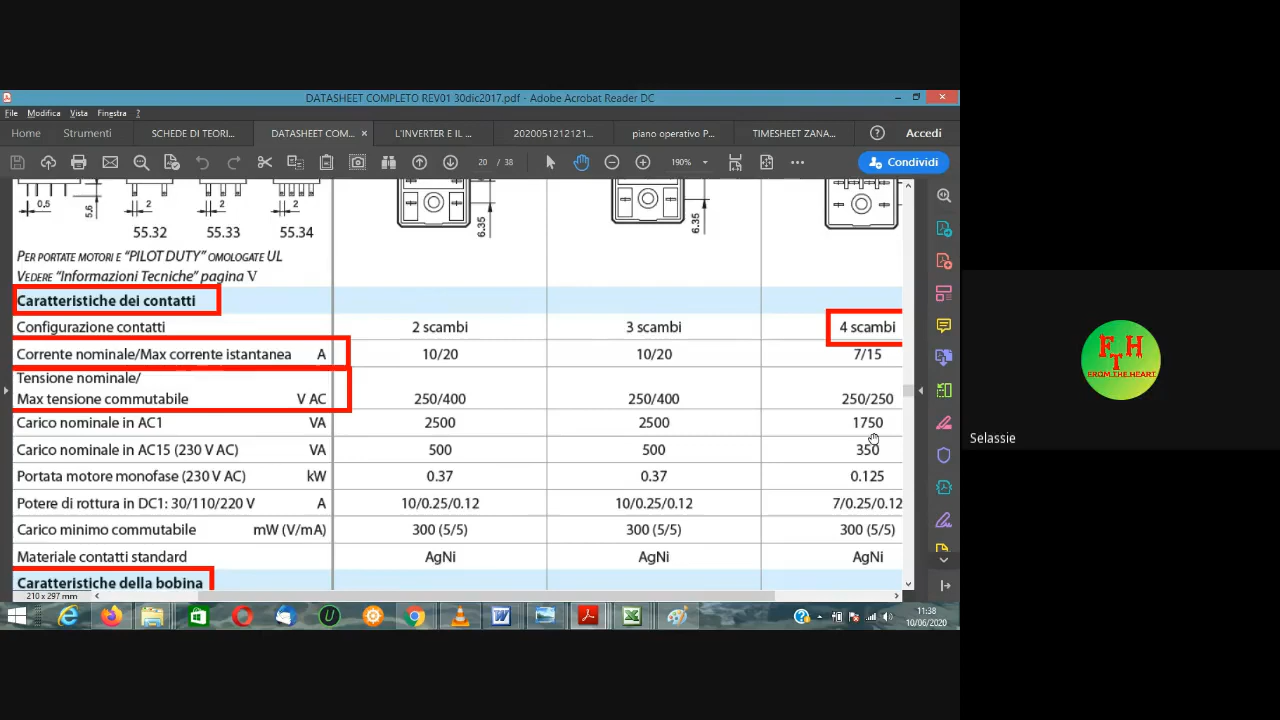 DATASHEET COMPLETO REV01 30dic2017.pdf - Adobe Acrobat Reader DC
File Modifica Vista Finestra ?
Home Strumenti SCHEDE DI TEORI... DATASHEET COM... × L'INVERTER E IL ... 2020051212121... piano operativo P... TIMESHEET ZANA... Accedi
20 / 38 190% Condividi
0,5 5,6 2 2 2
55.32 55.33 55.34
6.35 6.35
PER PORTATE MOTORI E "PILOT DUTY" OMOLOGATE UL
VEDERE "Informazioni Tecniche" pagina V
Caratteristiche dei contatti
Configurazione contatti 2 scambi 3 scambi 4 scambi
Corrente nominale/Max corrente istantanea A 10/20 10/20 7/15
Tensione nominale/
Max tensione commutabile V AC 250/400 250/400 250/250
Carico nominale in AC1 VA 2500 2500 1750
Carico nominale in AC15 (230 V AC) VA 500 500 350
Portata motore monofase (230 V AC) kW 0.37 0.37 0.125
Potere di rottura in DC1: 30/110/220 V A 10/0.25/0.12 10/0.25/0.12 7/0.25/0.12
Carico minimo commutabile mW (V/mA) 300 (5/5) 300 (5/5) 300 (5/5)
Materiale contatti standard AgNi AgNi AgNi
Caratteristiche della bobina
210 x 297 mm
11:38
10/06/2020
FTH
FROM.THE.HEART
Selassie